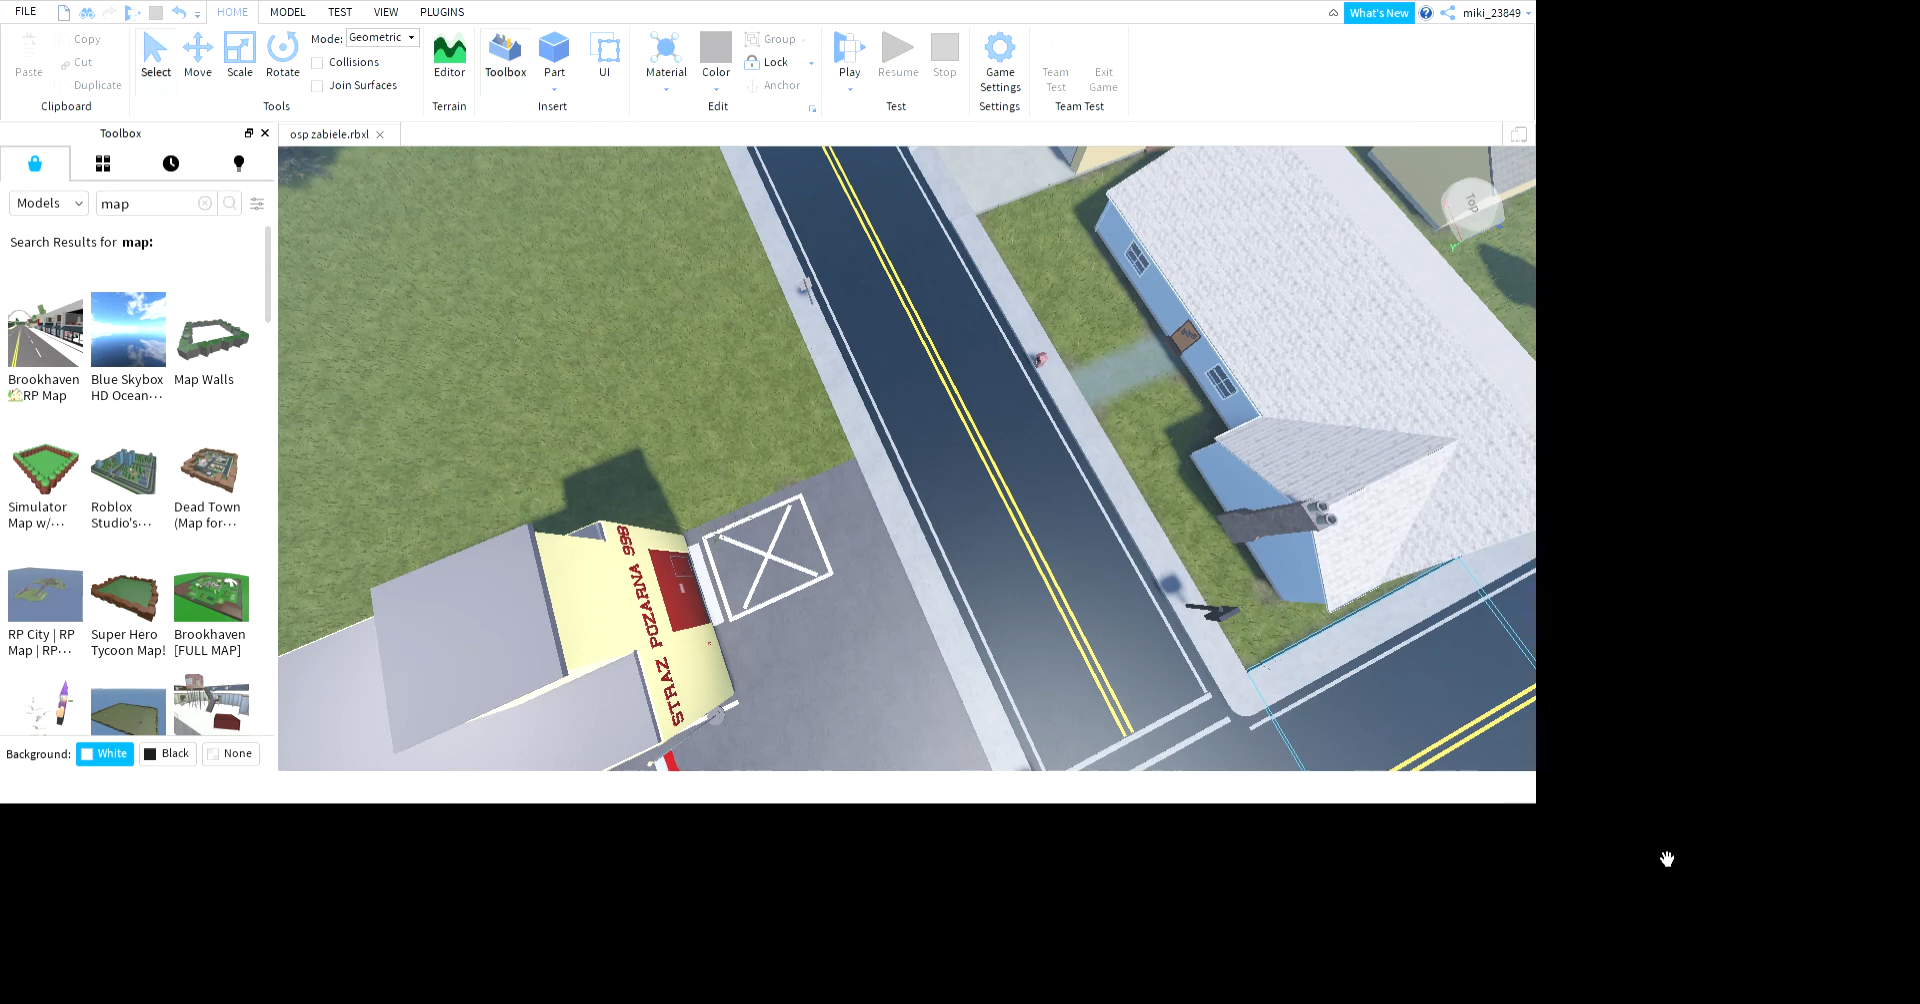 FILE
HOME
MODEL
TEST
VIEW
PLUGINS
What's New
miki_23849
Paste
Copy
Cut
Duplicate
Clipboard
Select
Move
Scale
Rotate
Mode: Geometric
Collisions
Join Surfaces
Tools
Editor
Terrain
Toolbox
Part
UI
Insert
Material
Color
Group
Lock
Anchor
Edit
Play
Resume
Stop
Test
Game
Settings
Settings
Team
Test
Exit
Game
Team Test
Toolbox
osp zabiele.rbxl
Models
map
Search Results for map:
Brookhaven
RP Map
Blue Skybox
HD Ocean...
Map Walls
Simulator
Map w/...
Roblox
Studio's...
Dead Town
(Map for...
RP City | RP
Map | RP...
Super Hero
Tycoon Map!
Brookhaven
[FULL MAP]
Background: White Black None
STRAZ POZARNA 998
Top
Y